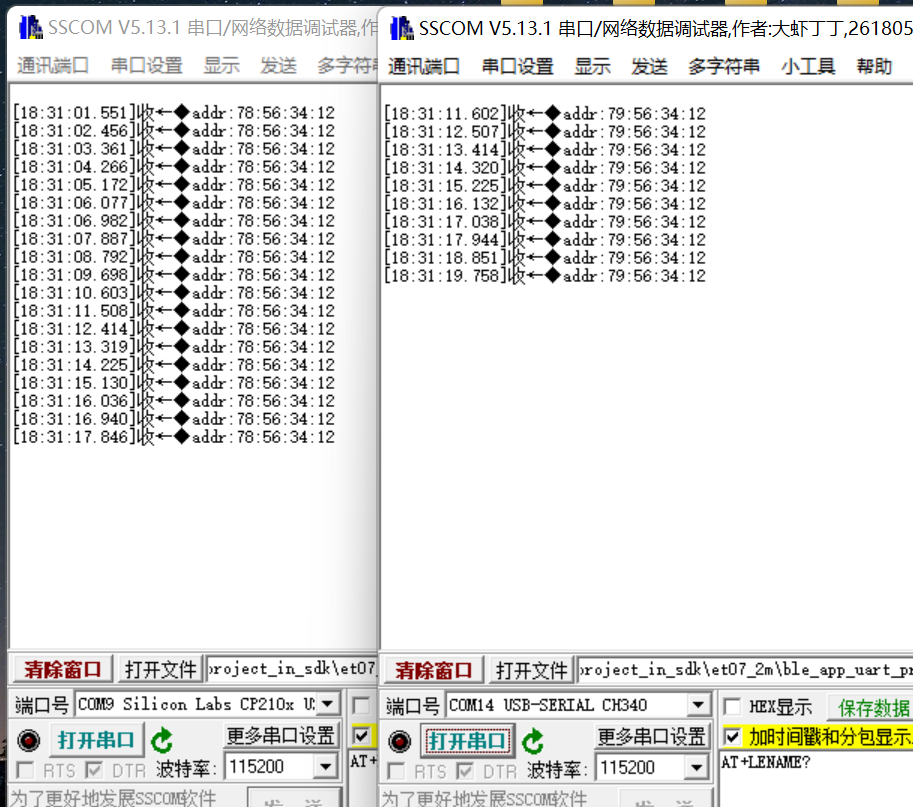 SSCOM V5.13.1 串口/网络数据调试器,作
通讯端口 串口设置 显示 发送 多字符串
[18:31:01.551]收←◆addr:78:56:34:12
[18:31:02.456]收←◆addr:78:56:34:12
[18:31:03.361]收←◆addr:78:56:34:12
[18:31:04.266]收←◆addr:78:56:34:12
[18:31:05.172]收←◆addr:78:56:34:12
[18:31:06.077]收←◆addr:78:56:34:12
[18:31:06.982]收←◆addr:78:56:34:12
[18:31:07.887]收←◆addr:78:56:34:12
[18:31:08.792]收←◆addr:78:56:34:12
[18:31:09.698]收←◆addr:78:56:34:12
[18:31:10.603]收←◆addr:78:56:34:12
[18:31:11.508]收←◆addr:78:56:34:12
[18:31:12.414]收←◆addr:78:56:34:12
[18:31:13.319]收←◆addr:78:56:34:12
[18:31:14.225]收←◆addr:78:56:34:12
[18:31:15.130]收←◆addr:78:56:34:12
[18:31:16.036]收←◆addr:78:56:34:12
[18:31:16.940]收←◆addr:78:56:34:12
[18:31:17.846]收←◆addr:78:56:34:12
清除窗口 打开文件 project_in_sdk\et07_
端口号 COM9 Silicon Labs CP210x U
打开串口 更多串口设置
RTS DTR 波特率: 115200 AT+
为了更好地发展SSCOM软件 发 送
SSCOM V5.13.1 串口/网络数据调试器,作者:大虾丁丁,261805
通讯端口 串口设置 显示 发送 多字符串 小工具 帮助
[18:31:11.602]收←◆addr:79:56:34:12
[18:31:12.507]收←◆addr:79:56:34:12
[18:31:13.414]收←◆addr:79:56:34:12
[18:31:14.320]收←◆addr:79:56:34:12
[18:31:15.225]收←◆addr:79:56:34:12
[18:31:16.132]收←◆addr:79:56:34:12
[18:31:17.038]收←◆addr:79:56:34:12
[18:31:17.944]收←◆addr:79:56:34:12
[18:31:18.851]收←◆addr:79:56:34:12
[18:31:19.758]收←◆addr:79:56:34:12
清除窗口 打开文件 project_in_sdk\et07_2m\ble_app_uart_pr
端口号 COM14 USB-SERIAL CH340 HEX显示 保存数据
打开串口 更多串口设置 加时间戳和分包显示
RTS DTR 波特率: 115200 AT+LENAME?
为了更好地发展SSCOM软件 发 送